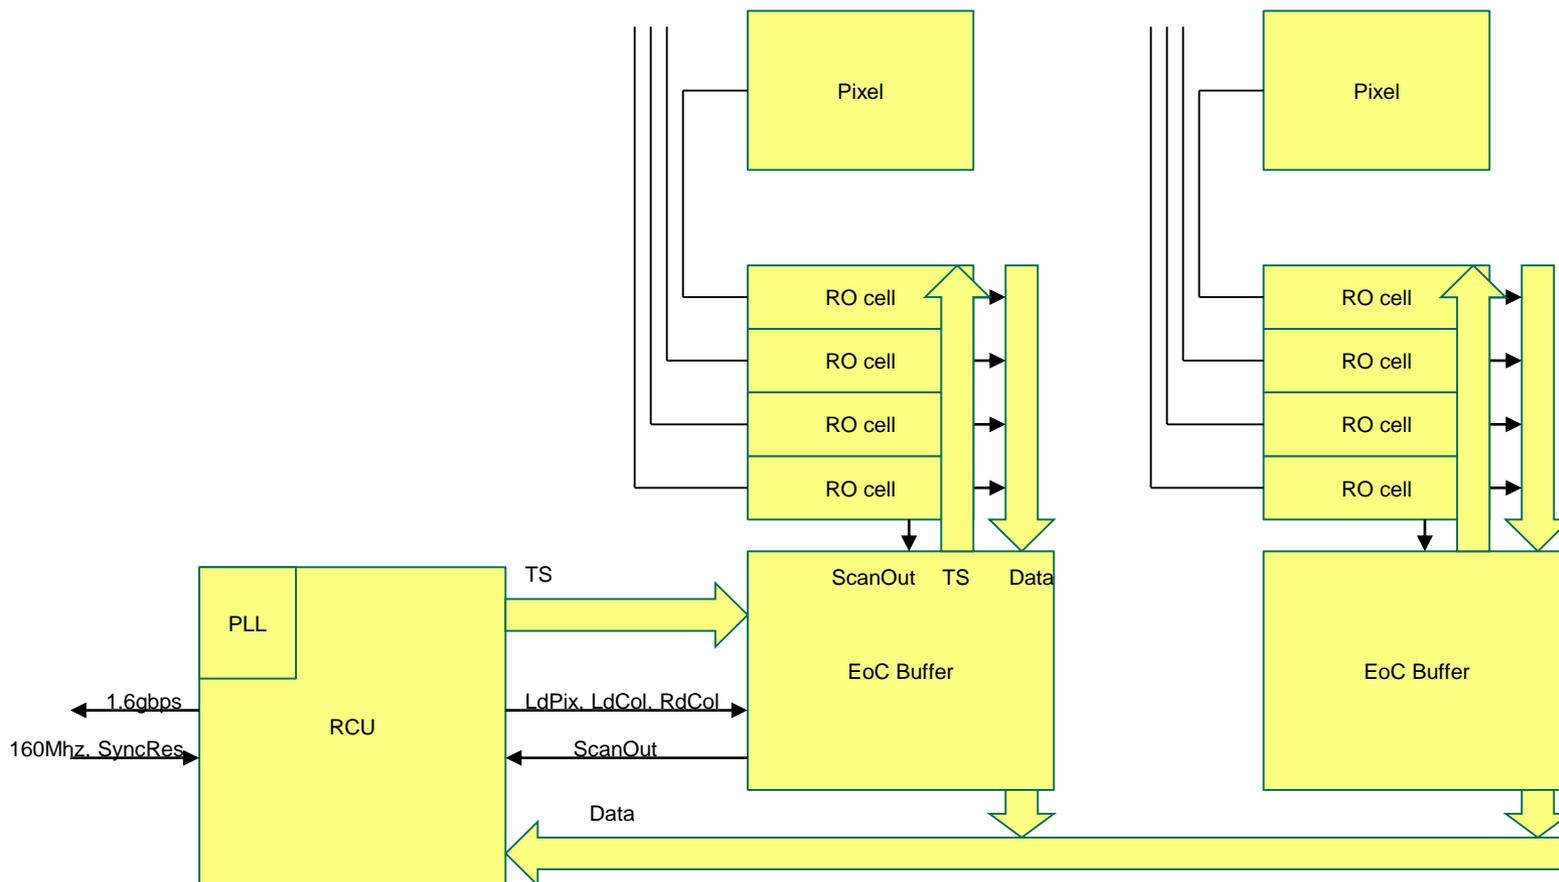 Pixel
Pixel
RO cell
RO cell
RO cell
RO cell
RO cell
RO cell
RO cell
RO cell
TS
ScanOut TS Data
PLL
EoC Buffer
EoC Buffer
1.6gbps
LdPix, LdCol, RdCol
RCU
160Mhz, SyncRes
ScanOut
Data